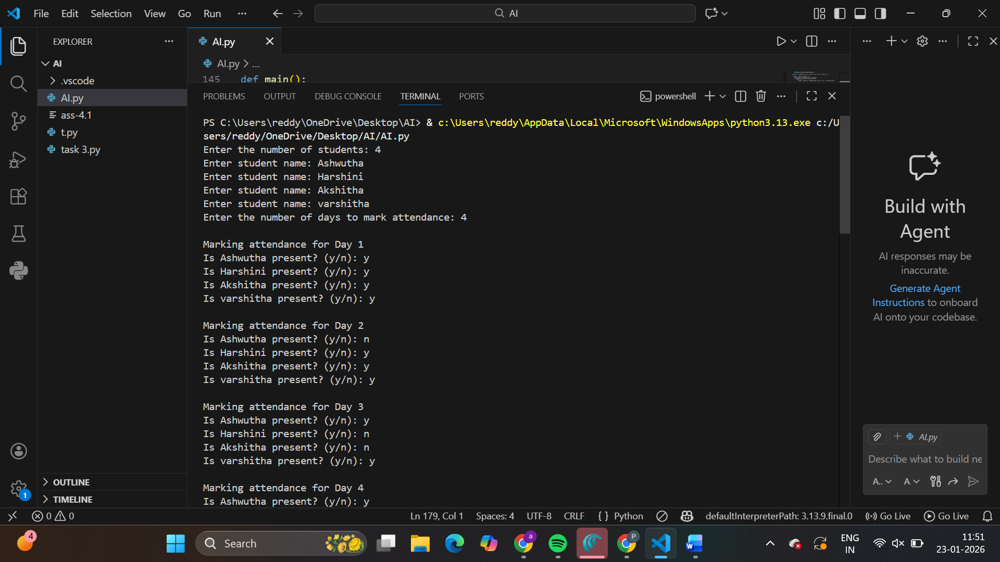 File Edit Selection View Go Run ... AI
EXPLORER ...
AI
.vscode
AI.py
ass-4.1
t.py
task 3.py
OUTLINE
TIMELINE
AI.py
AI.py > ...
145 def main():
PROBLEMS OUTPUT DEBUG CONSOLE TERMINAL PORTS powershell
PS C:\Users\reddy\OneDrive\Desktop\AI> & c:\Users\reddy\AppData\Local\Microsoft\WindowsApps\python3.13.exe c:/U
sers/reddy/OneDrive/Desktop/AI/AI.py
Enter the number of students: 4
Enter student name: Ashwutha
Enter student name: Harshini
Enter student name: Akshitha
Enter student name: varshitha
Enter the number of days to mark attendance: 4
Marking attendance for Day 1
Is Ashwutha present? (y/n): y
Is Harshini present? (y/n): y
Is Akshitha present? (y/n): y
Is varshitha present? (y/n): y
Marking attendance for Day 2
Is Ashwutha present? (y/n): n
Is Harshini present? (y/n): y
Is Akshitha present? (y/n): y
Is varshitha present? (y/n): y
Marking attendance for Day 3
Is Ashwutha present? (y/n): y
Is Harshini present? (y/n): n
Is Akshitha present? (y/n): n
Is varshitha present? (y/n): y
Marking attendance for Day 4
Is Ashwutha present? (y/n): y
Build with
Agent
AI responses may be
inaccurate.
Generate Agent
Instructions to onboard
AI onto your codebase.
AI.py
Describe what to build ne
A.. A
1
0 0 Ln 179, Col 1 Spaces: 4 UTF-8 CRLF { } Python defaultInterpreterPath: 3.13.9.final.0 Go Live Go Live
4 Search a P W ENG 11:51
IN 23-01-2026